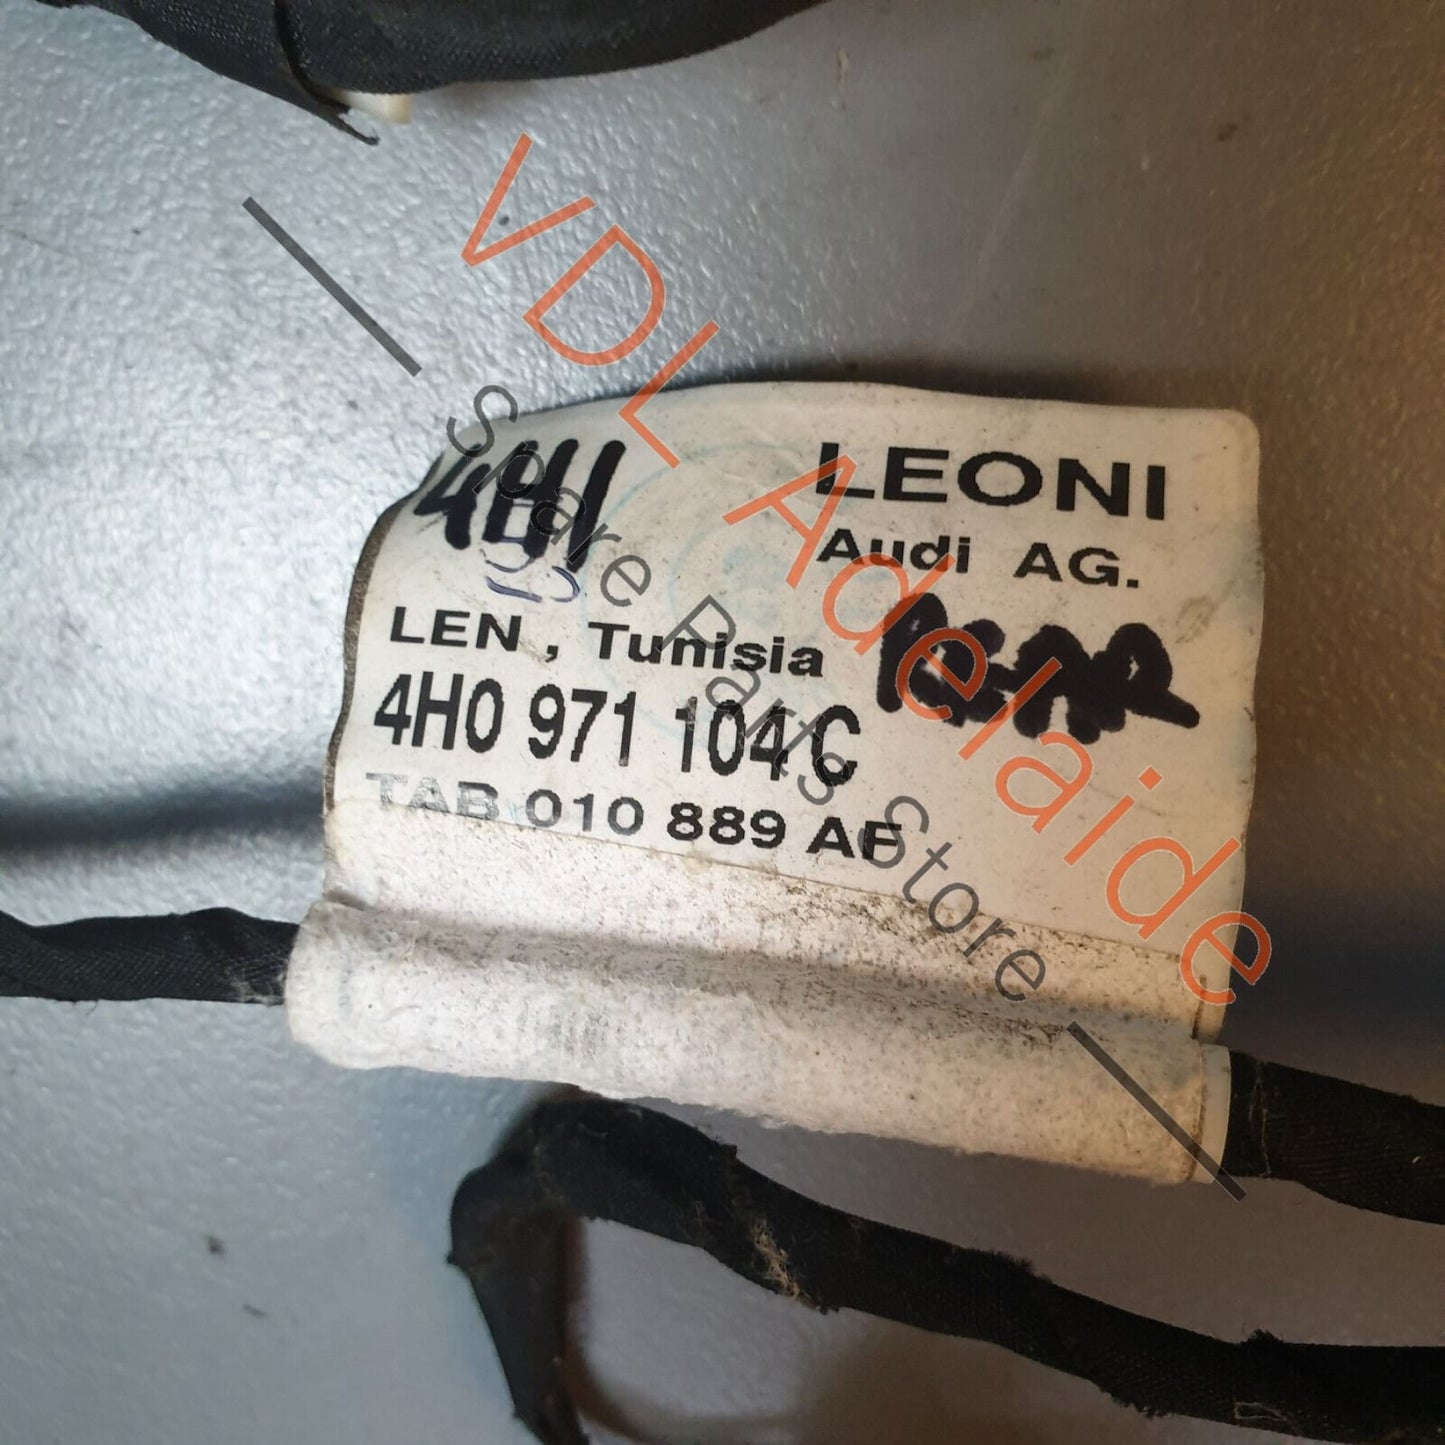 VDL Adelaide
Spare Parts Store
LEONI
Audi AG.
LEN , Tunisia
4H0 971 104 C
TAB 010 889 AF